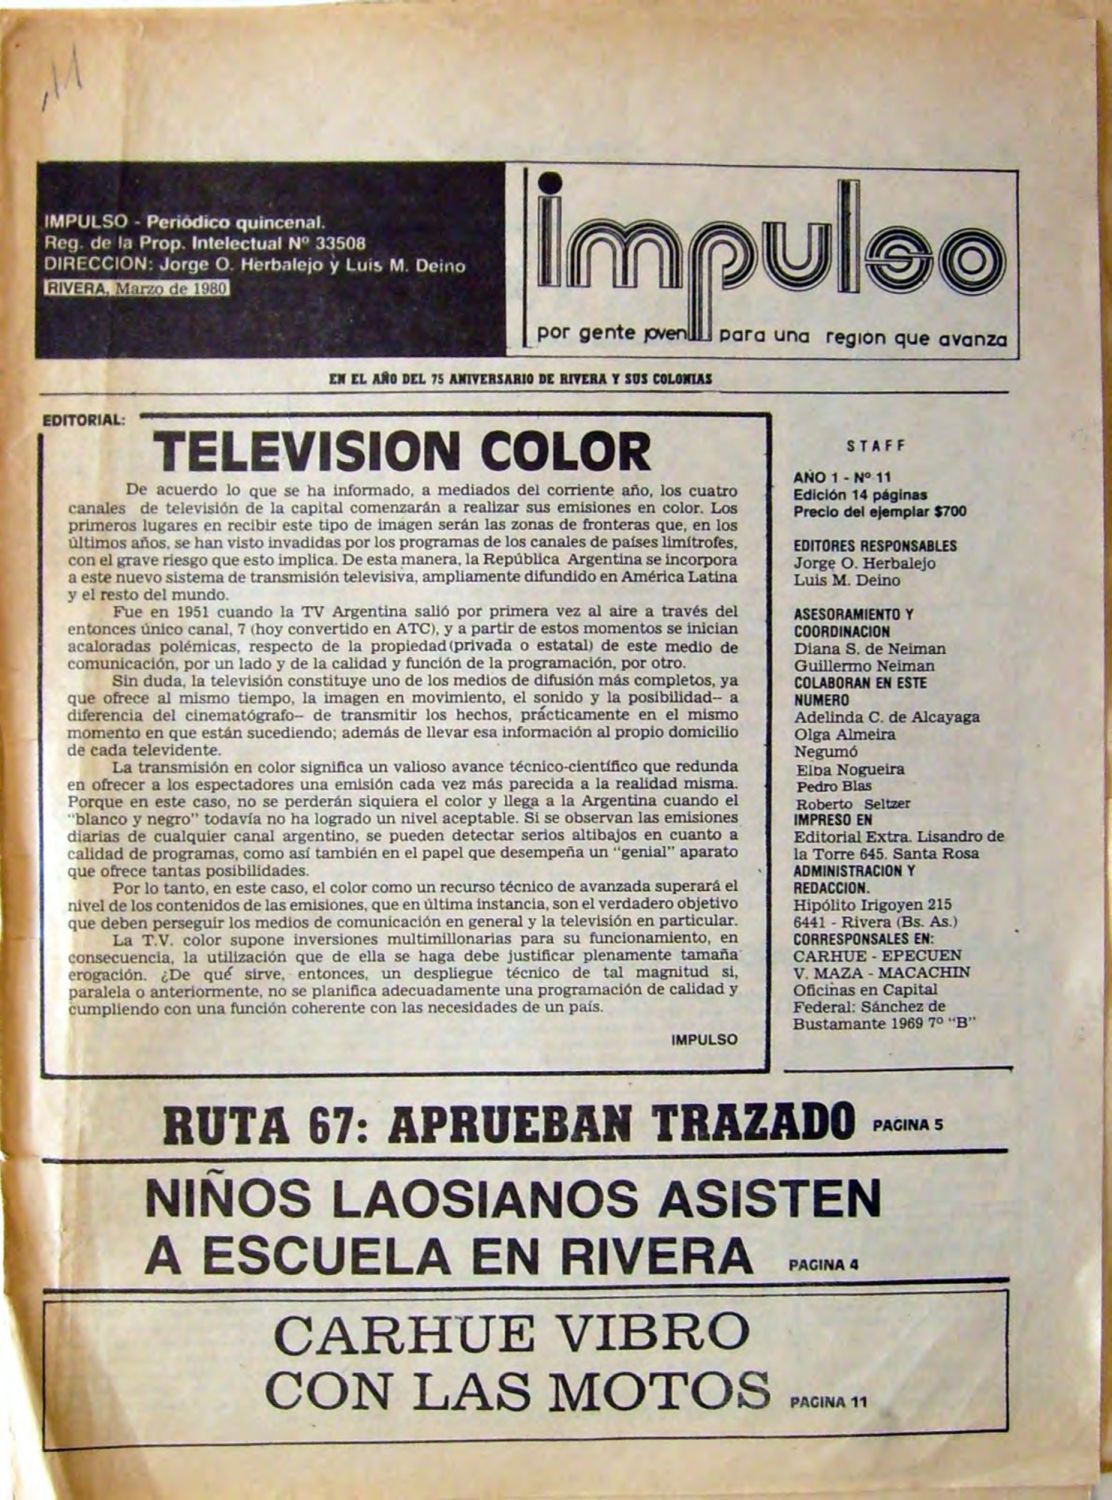 11
IMPULSO - Periódico quincenal.
Reg. de la Prop. Intelectual Nº 33508
DIRECCION: Jorge O. Herbalejo y Luis M. Deino
RIVERA, Marzo de 1980
impulso
por gente joven para una región que avanza
EN EL AÑO DEL 75 ANIVERSARIO DE RIVERA Y SUS COLONIAS
EDITORIAL:
TELEVISION COLOR
De acuerdo lo que se ha informado, a mediados del corriente año, los cuatro
canales de televisión de la capital comenzarán a realizar sus emisiones en color. Los
primeros lugares en recibir este tipo de imagen serán las zonas de fronteras que, en los
últimos años, se han visto invadidas por los programas de los canales de países limítrofes,
con el grave riesgo que esto implica. De esta manera, la República Argentina se incorpora
a este nuevo sistema de transmisión televisiva, ampliamente difundido en América Latina
y el resto del mundo.
Fue en 1951 cuando la TV Argentina salió por primera vez al aire a través del
entonces único canal, 7 (hoy convertido en ATC), y a partir de estos momentos se inician
acaloradas polémicas, respecto de la propiedad(privada o estatal) de este medio de
comunicación, por un lado y de la calidad y función de la programación, por otro.
Sin duda, la televisión constituye uno de los medios de difusión más completos, ya
que ofrece al mismo tiempo, la imagen en movimiento, el sonido y la posibilidad-- a
diferencia del cinematógrafo-- de transmitir los hechos, prácticamente en el mismo
momento en que están sucediendo; además de llevar esa información al propio domicilio
de cada televidente.
La transmisión en color significa un valioso avance técnico-científico que redunda
en ofrecer a los espectadores una emisión cada vez más parecida a la realidad misma.
Porque en este caso, no se perderán siquiera el color y llega a la Argentina cuando el
"blanco y negro" todavía no ha logrado un nivel aceptable. Si se observan las emisiones
diarias de cualquier canal argentino, se pueden detectar serios altibajos en cuanto a
calidad de programas, como así también en el papel que desempeña un "genial" aparato
que ofrece tantas posibilidades.
Por lo tanto, en este caso, el color como un recurso técnico de avanzada superará el
nivel de los contenidos de las emisiones, que en última instancia, son el verdadero objetivo
que deben perseguir los medios de comunicación en general y la televisión en particular.
La T.V. color supone inversiones multimillonarias para su funcionamiento, en
consecuencia, la utilización que de ella se haga debe justificar plenamente tamaña
erogación. ¿De qué sirve, entonces, un despliegue técnico de tal magnitud si,
paralela o anteriormente, no se planifica adecuadamente una programación de calidad y
cumpliendo con una función coherente con las necesidades de un país.
IMPULSO
STAFF
AÑO 1 - Nº 11
Edición 14 páginas
Precio del ejemplar $700
EDITORES RESPONSABLES
Jorge O. Herbalejo
Luis M. Deino
ASESORAMIENTO Y
COORDINACION
Diana S. de Neiman
Guillermo Neiman
COLABORAN EN ESTE
NUMERO
Adelinda C. de Alcayaga
Olga Almeira
Negumó
Elba Nogueira
Pedro Blas
Roberto Seltzer
IMPRESO EN
Editorial Extra. Lisandro de
la Torre 645. Santa Rosa
ADMINISTRACION Y
REDACCION.
Hipólito Irigoyen 215
6441 - Rivera (Bs. As.)
CORRESPONSALES EN:
CARHUE - EPECUEN
V. MAZA - MACACHIN
Oficinas en Capital
Federal: Sánchez de
Bustamante 1969 7º "B"
RUTA 67: APRUEBAN TRAZADO PAGINA 5
NIÑOS LAOSIANOS ASISTEN
A ESCUELA EN RIVERA PAGINA 4
CARHUE VIBRO
CON LAS MOTOS PAGINA 11